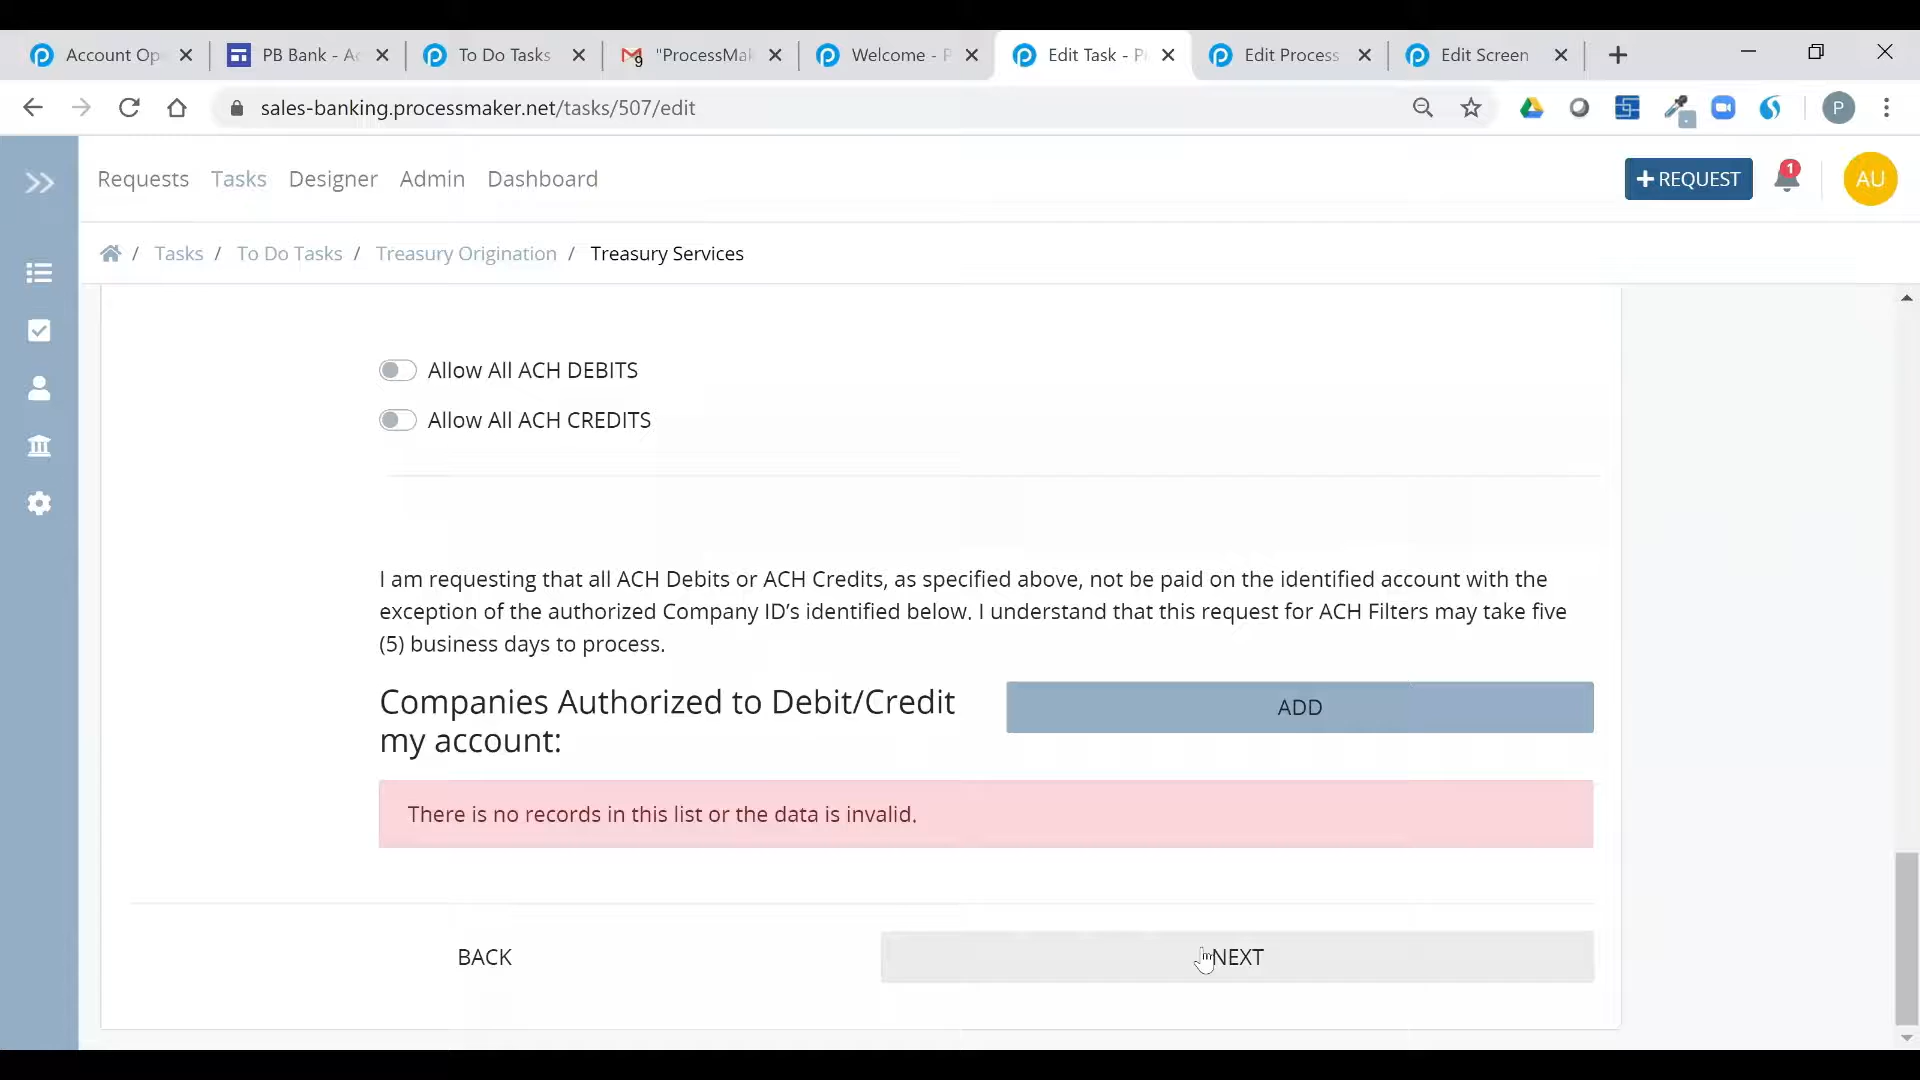 Account Op
PB Bank - Ac
To Do Tasks
9
"ProcessMak
Welcome - P
Edit Task - P
Edit Process
Edit Screen
sales-banking.processmaker.net/tasks/507/edit
P
Requests
Tasks
Designer
Admin
Dashboard
+ REQUEST
1
AU
/ Tasks / To Do Tasks / Treasury Origination / Treasury Services
Allow All ACH DEBITS
Allow All ACH CREDITS
I am requesting that all ACH Debits or ACH Credits, as specified above, not be paid on the identified account with the
exception of the authorized Company ID’s identified below. I understand that this request for ACH Filters may take five
(5) business days to process.
Companies Authorized to Debit/Credit
my account:
ADD
There is no records in this list or the data is invalid.
BACK
NEXT